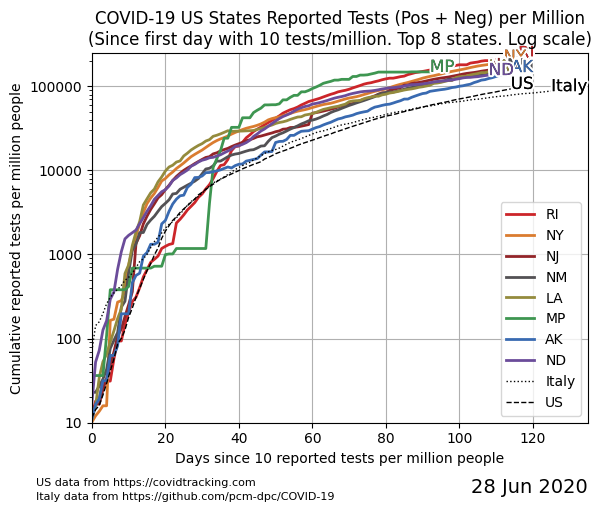 COVID-19 US States Reported Tests (Pos + Neg) per Million
(Since first day with 10 tests/million. Top 8 states. Log scale)
Cumulative reported tests per million people
100000
10000
1000
100
10
0
20
40
60
80
100
120
Days since 10 reported tests per million people
MP
NY
RI
ND
AK
US
Italy
RI
NY
NJ
NM
LA
MP
AK
ND
Italy
US
US data from https://covidtracking.com
Italy data from https://github.com/pcm-dpc/COVID-19
28 Jun 2020